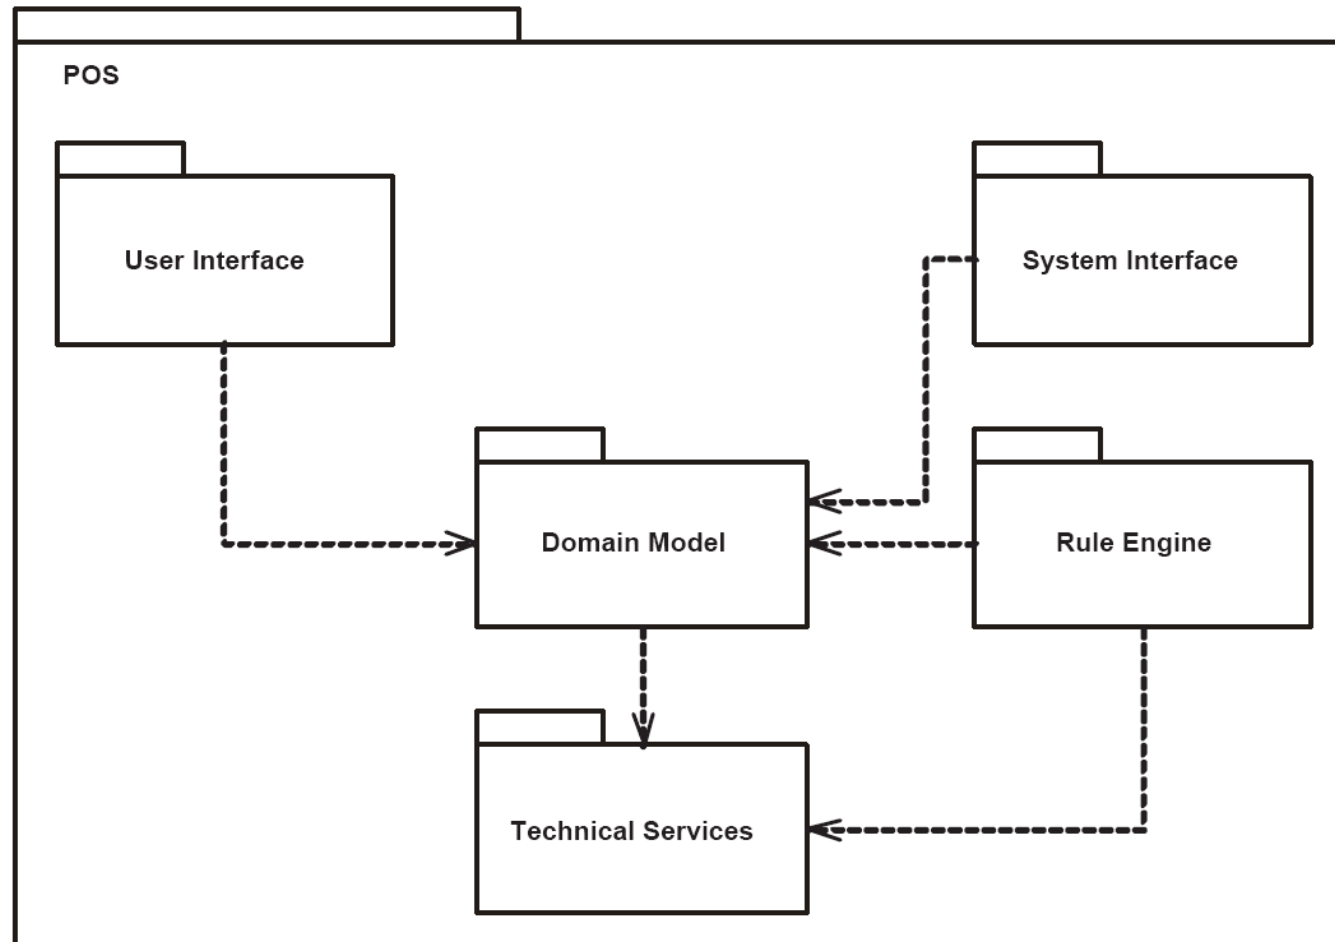 POS
User Interface
System Interface
Domain Model
Rule Engine
Technical Services